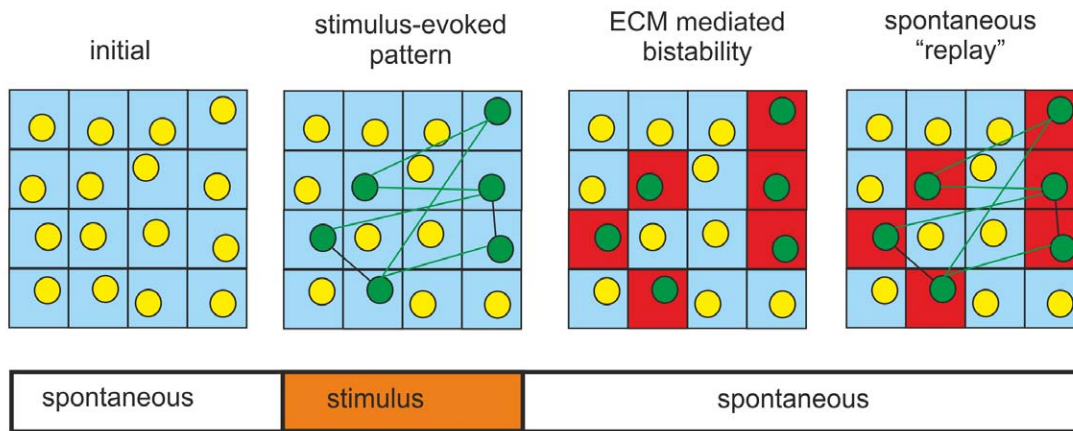 initial
stimulus-evoked
pattern
ECM mediated
bistability
spontaneous
“replay”
spontaneous
stimulus
spontaneous